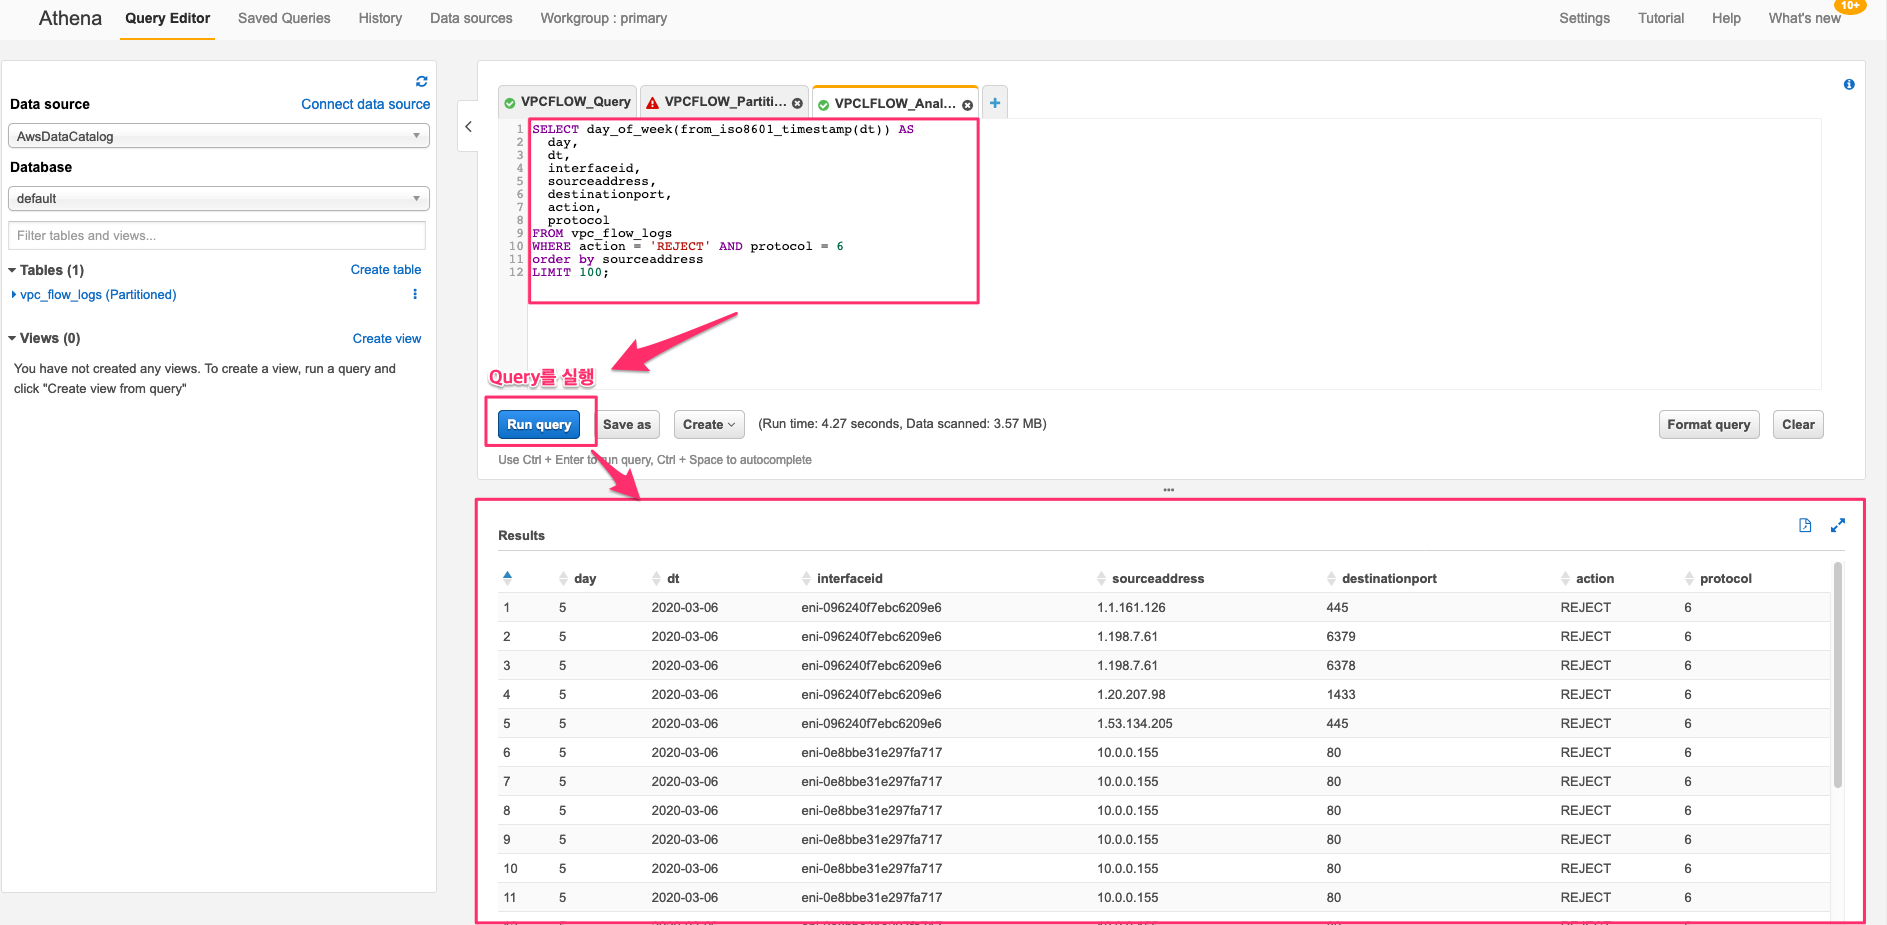 Athena Query Editor Saved Queries History Data sources Workgroup : primary Settings Tutorial Help What's new 10+
Data source Connect data source
AwsDataCatalog
Database
default
Filter tables and views...
Tables (1) Create table
vpc_flow_logs (Partitioned)
Views (0) Create view
You have not created any views. To create a view, run a query and
click "Create view from query"
VPCFLOW_Query VPCFLOW_Partiti... VPCLFLOW_Anal...
1 SELECT day_of_week(from_iso8601_timestamp(dt)) AS
2 day,
3 dt,
4 interfaceid,
5 sourceaddress,
6 destinationport,
7 action,
8 protocol
9 FROM vpc_flow_logs
10 WHERE action = 'REJECT' AND protocol = 6
11 order by sourceaddress
12 LIMIT 100;
Query를 실행
Run query Save as Create (Run time: 4.27 seconds, Data scanned: 3.57 MB) Format query Clear
Use Ctrl + Enter to run query, Ctrl + Space to autocomplete
Results
day dt interfaceid sourceaddress destinationport action protocol
1 5 2020-03-06 eni-096240f7ebc6209e6 1.1.161.126 445 REJECT 6
2 5 2020-03-06 eni-096240f7ebc6209e6 1.198.7.61 6379 REJECT 6
3 5 2020-03-06 eni-096240f7ebc6209e6 1.198.7.61 6378 REJECT 6
4 5 2020-03-06 eni-096240f7ebc6209e6 1.20.207.98 1433 REJECT 6
5 5 2020-03-06 eni-096240f7ebc6209e6 1.53.134.205 445 REJECT 6
6 5 2020-03-06 eni-0e8bbe31e297fa717 10.0.0.155 80 REJECT 6
7 5 2020-03-06 eni-0e8bbe31e297fa717 10.0.0.155 80 REJECT 6
8 5 2020-03-06 eni-0e8bbe31e297fa717 10.0.0.155 80 REJECT 6
9 5 2020-03-06 eni-0e8bbe31e297fa717 10.0.0.155 80 REJECT 6
10 5 2020-03-06 eni-0e8bbe31e297fa717 10.0.0.155 80 REJECT 6
11 5 2020-03-06 eni-0e8bbe31e297fa717 10.0.0.155 80 REJECT 6